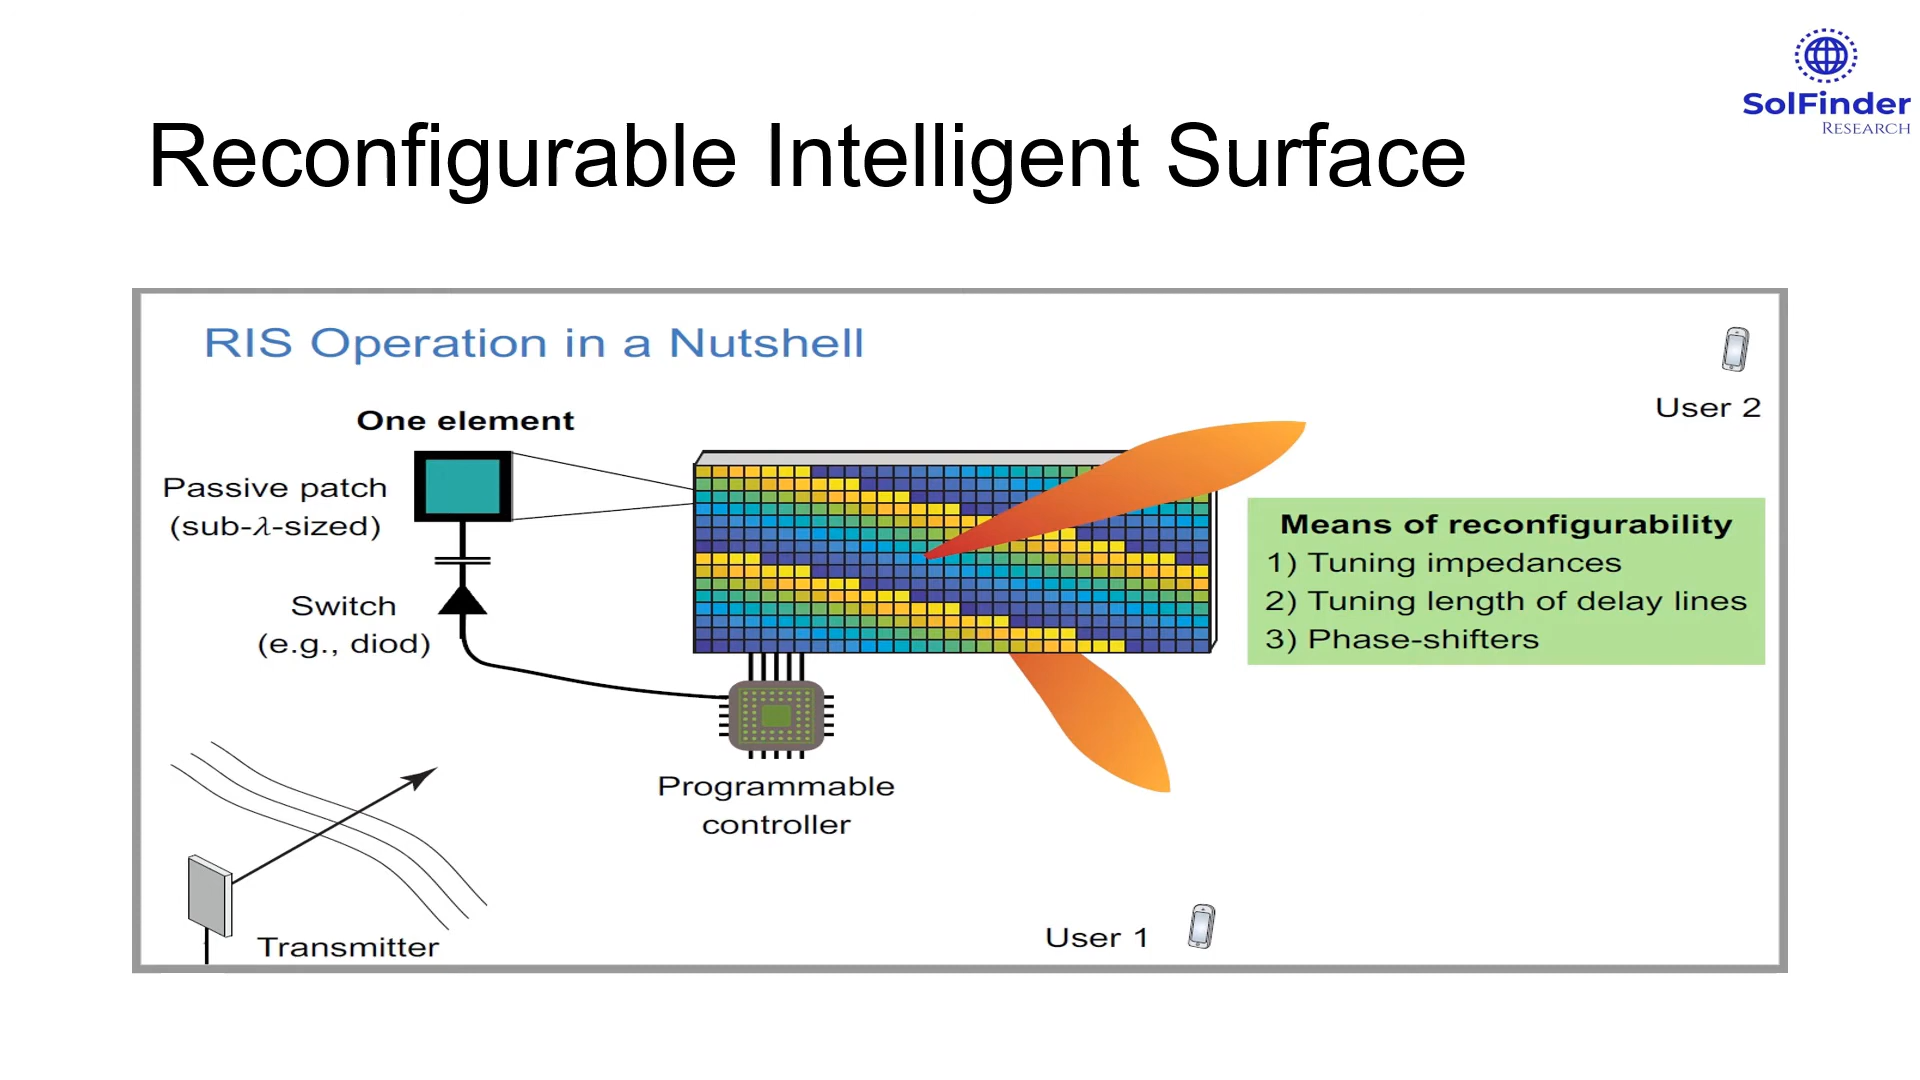 SolFinder
RESEARCH
Reconfigurable Intelligent Surface
RIS Operation in a Nutshell
User 2
One element
Passive patch
(sub-λ-sized)
Switch
(e.g., diod)
Means of reconfigurability
1) Tuning impedances
2) Tuning length of delay lines
3) Phase-shifters
Programmable
controller
Transmitter
User 1